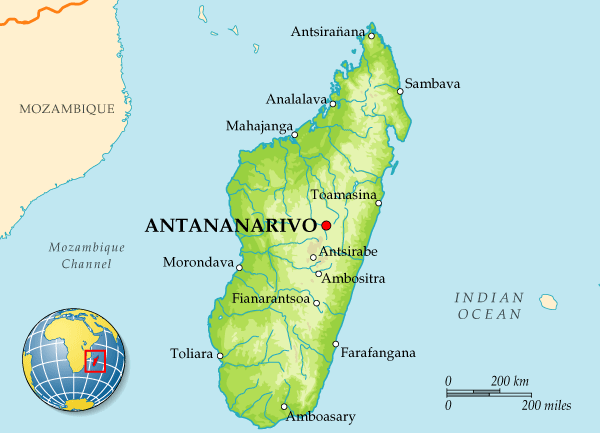 Antsirañana
Sambava
Analalava
MOZAMBIQUE
Mahajanga
Toamasina
ANTANANARIVO
Mozambique
Channel
Antsirabe
Morondava
Ambositra
Fianarantsoa
INDIAN
OCEAN
Toliara
Farafangana
0 200 km
0 200 miles
Amboasary